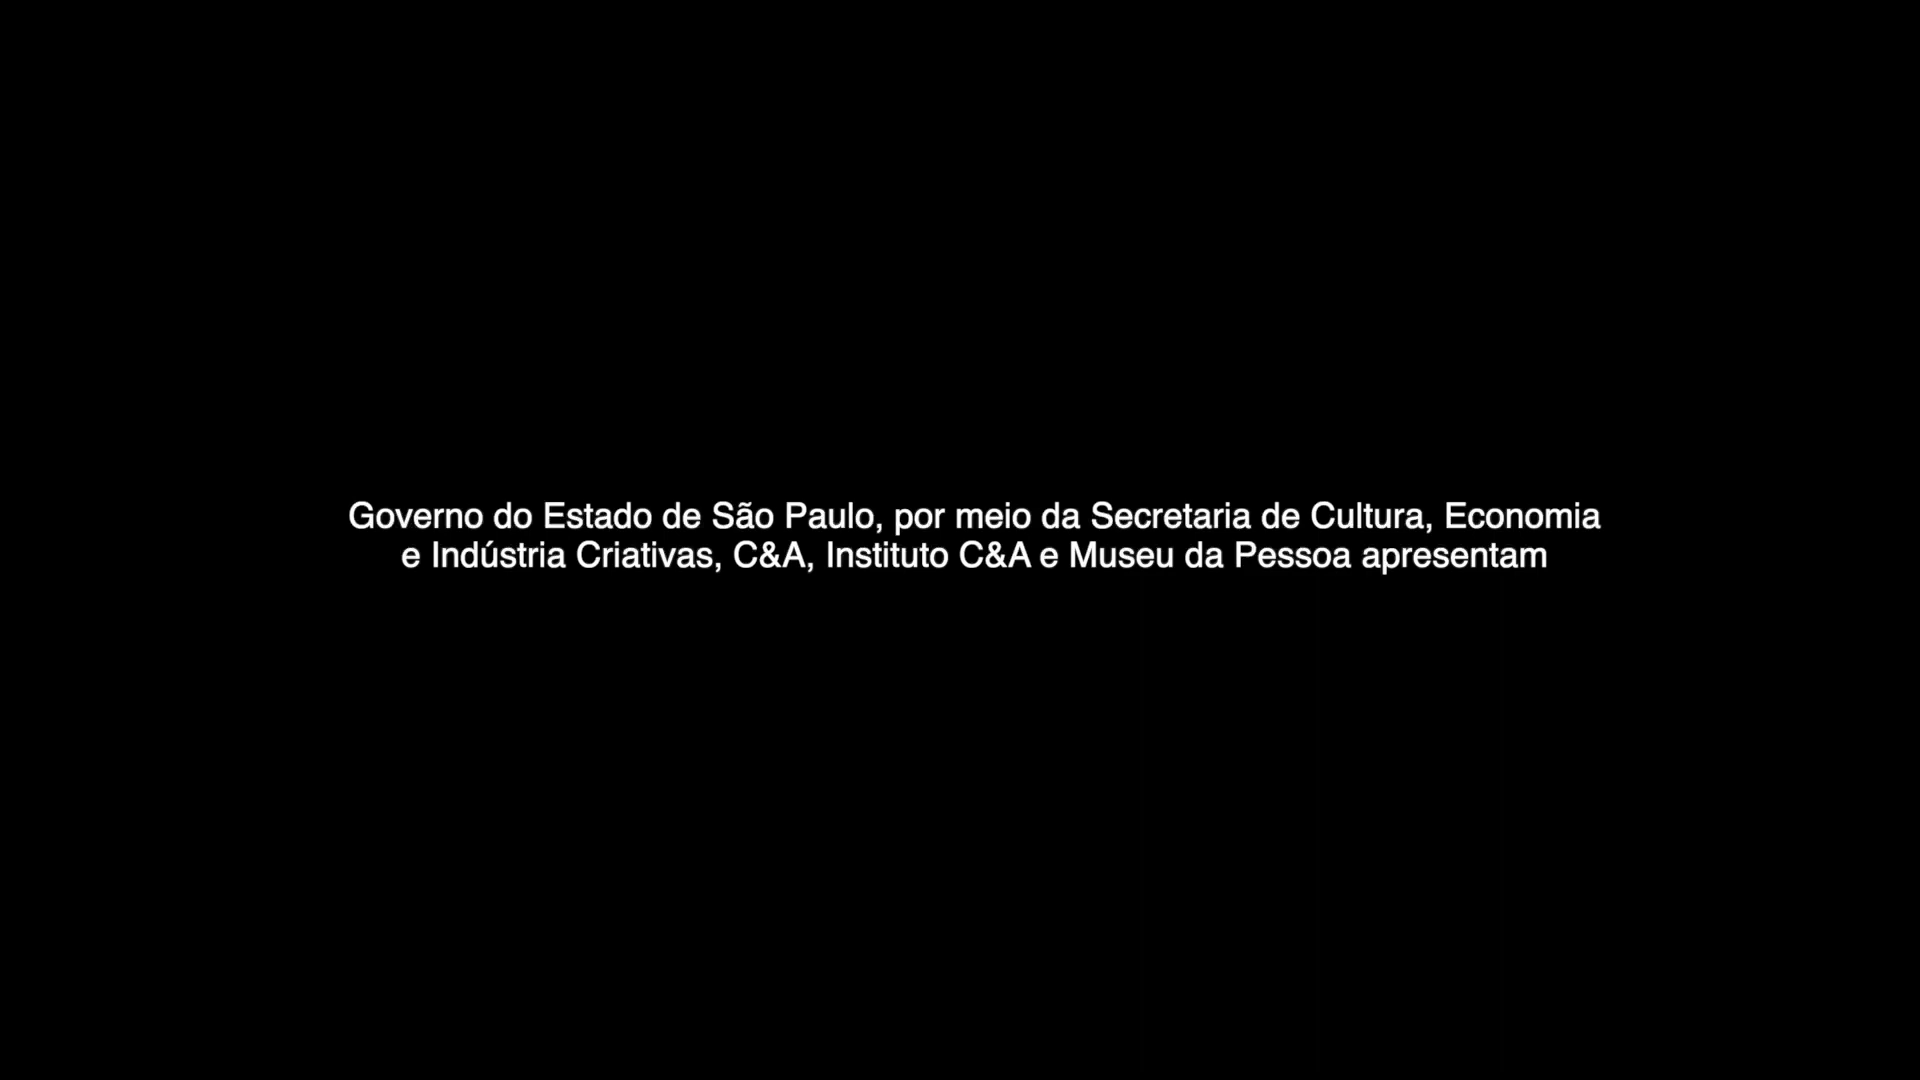 Governo do Estado de São Paulo, por meio da Secretaria de Cultura, Economia
e Indústria Criativas, C&A, Instituto C&A e Museu da Pessoa apresentam